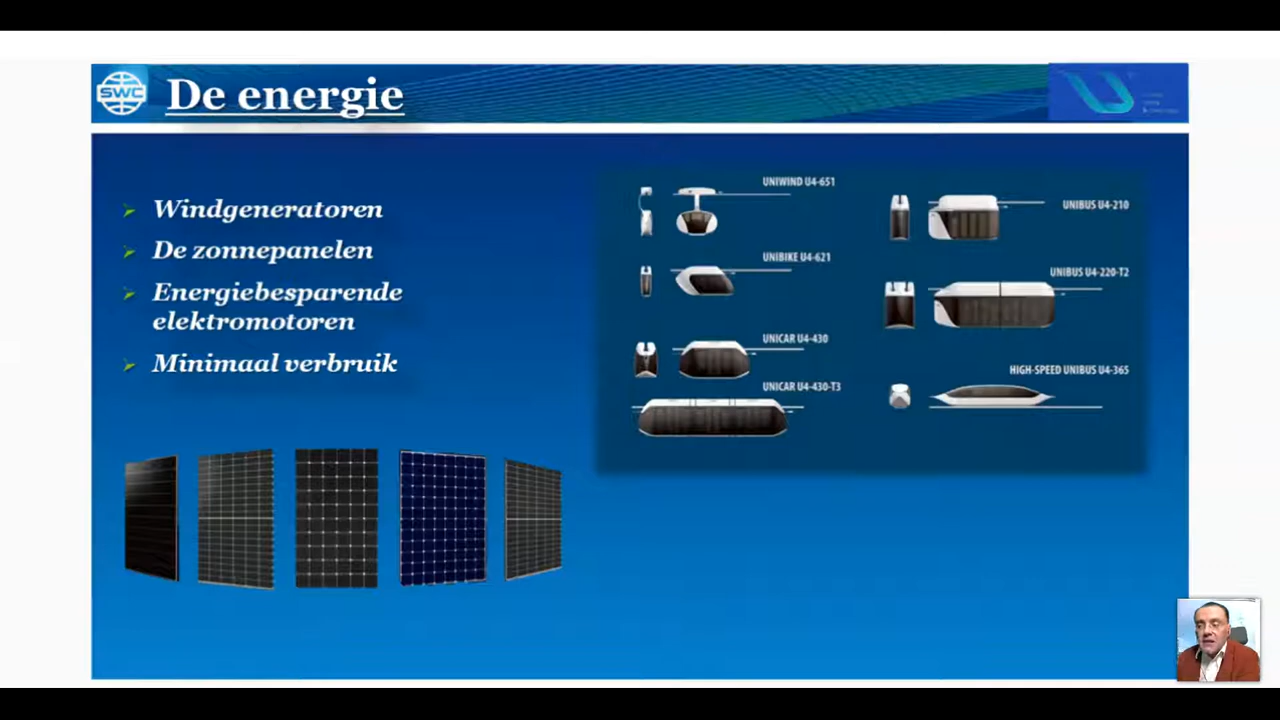 SWC
De energie
Windgeneratoren
De zonnepanelen
Energiebesparende
elektromotoren
Minimaal verbruik
UNIWIND U4-651
UNIBIKE U4-621
UNICAR U4-430
UNICAR U4-430-T3
UNIBUS U4-210
UNIBUS U4-220-T2
HIGH-SPEED UNIBUS U4-365